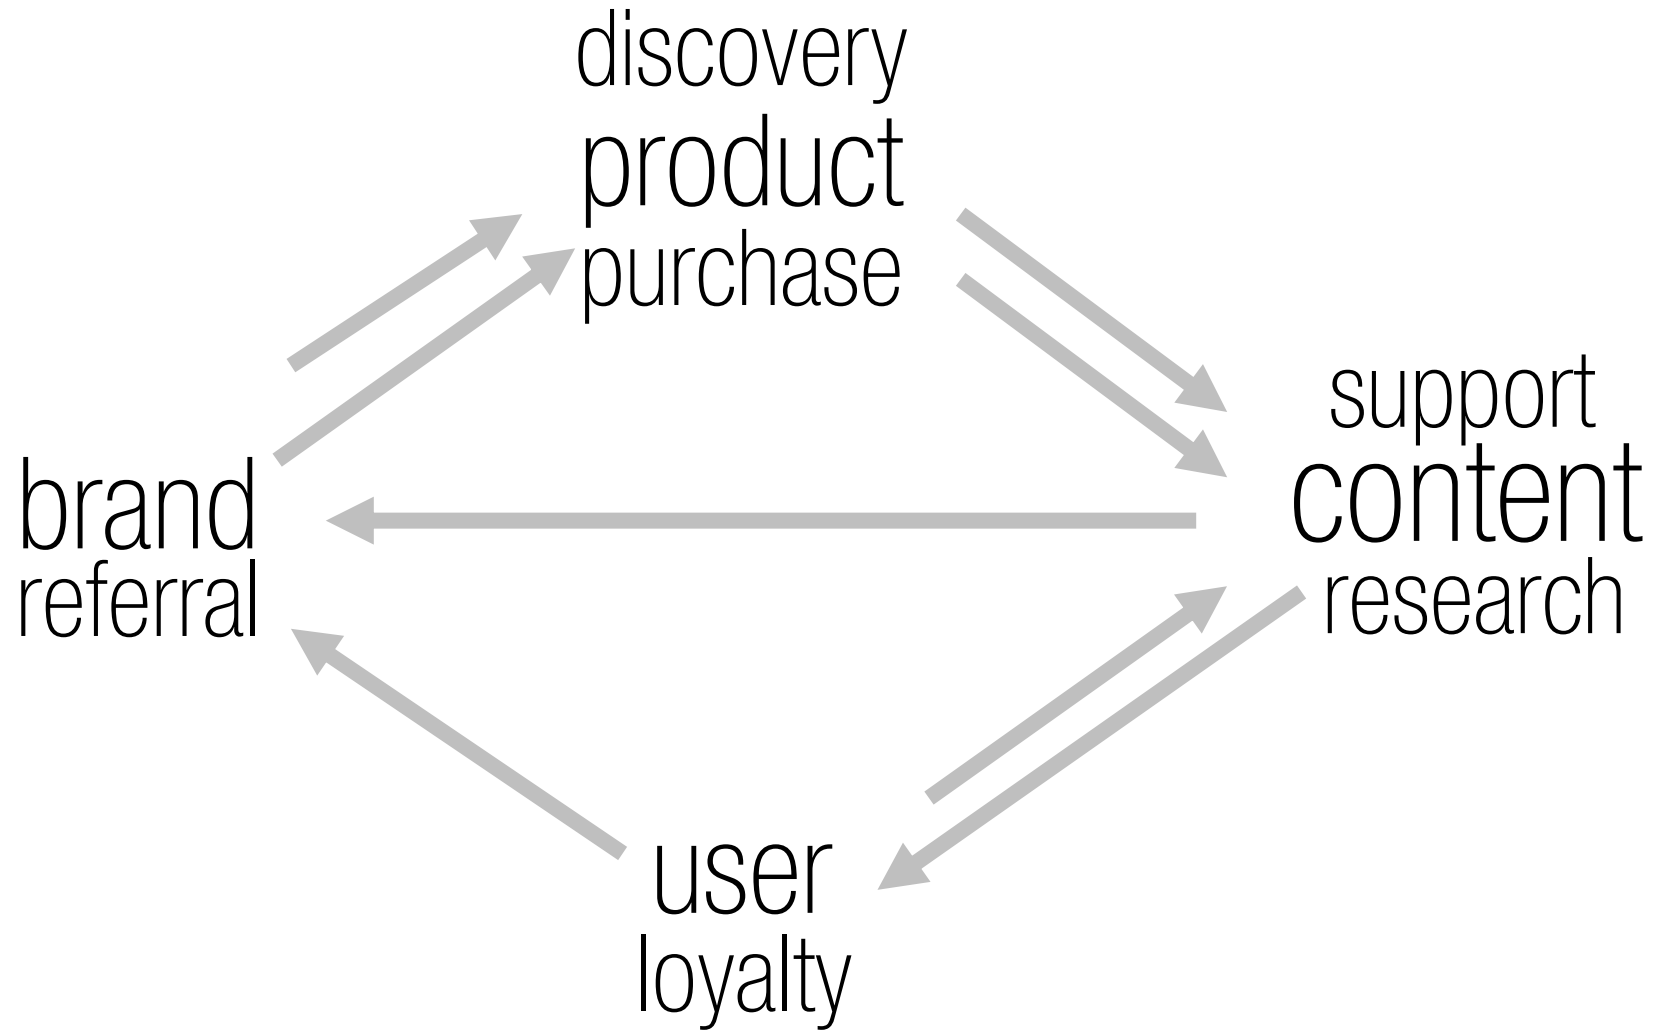 discovery
product
purchase
support
content
research
brand
referral
user
loyalty